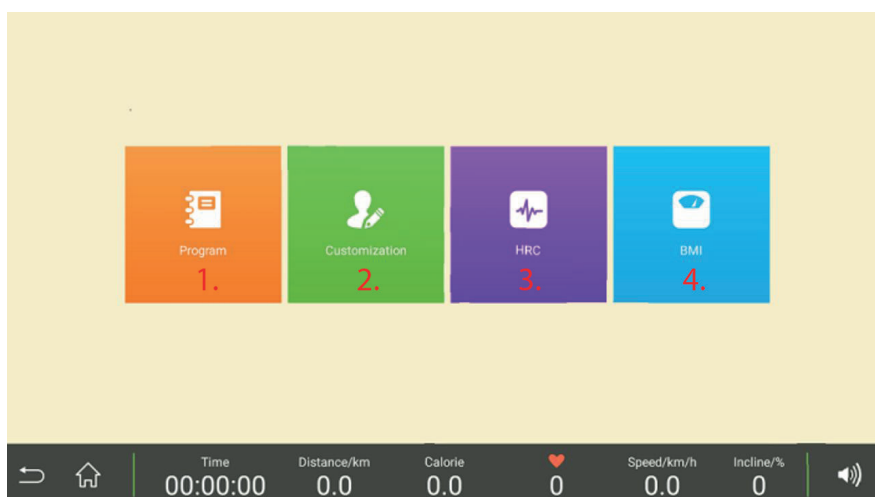 Program
Customization
HRC
BMI
1.
2.
3.
4.
Time
Distance/km
Calorie
Speed/km/h
Incline/%
00:00:00
0.0
0.0
0
0.0
0